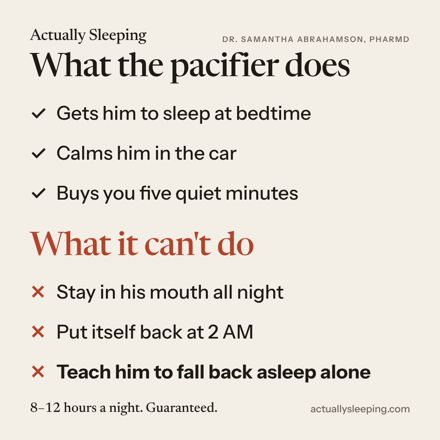 Actually Sleeping
DR. SAMANTHA ABRAHAMSON, PHARMD
What the pacifier does
✓ Gets him to sleep at bedtime
✓ Calms him in the car
✓ Buys you five quiet minutes
What it can't do
✕ Stay in his mouth all night
✕ Put itself back at 2 AM
✕ Teach him to fall back asleep alone
8–12 hours a night. Guaranteed.
actuallysleeping.com